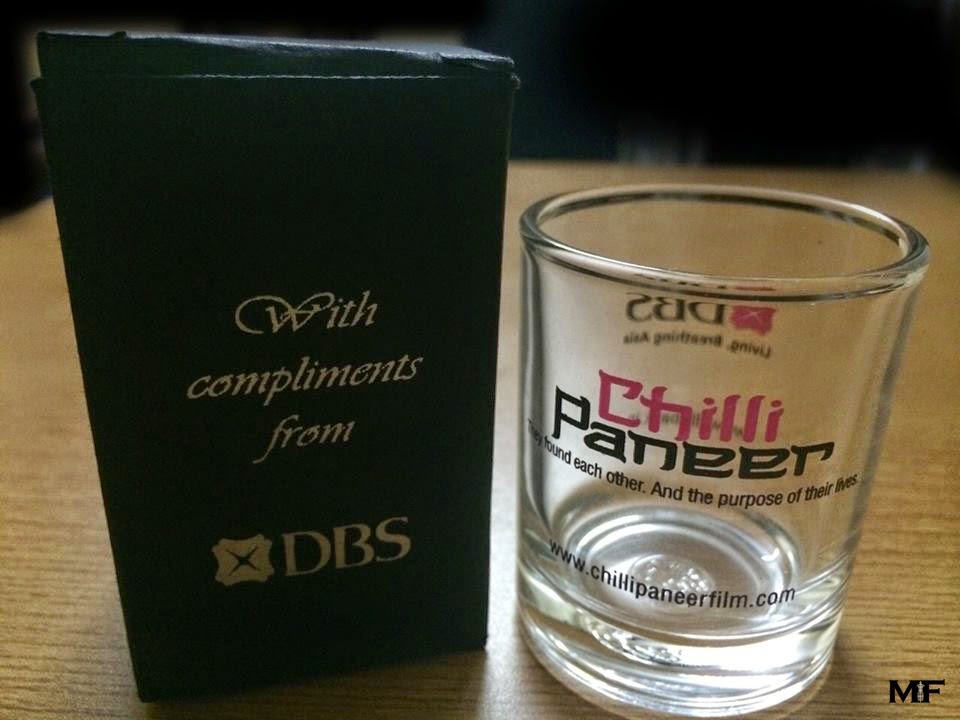 With
compliments
from
DBS
DBS
Living, Breathing Asia
Chilli
paneer
They found each other. And the purpose of their lives.
www.chillipaneerfilm.com
MF